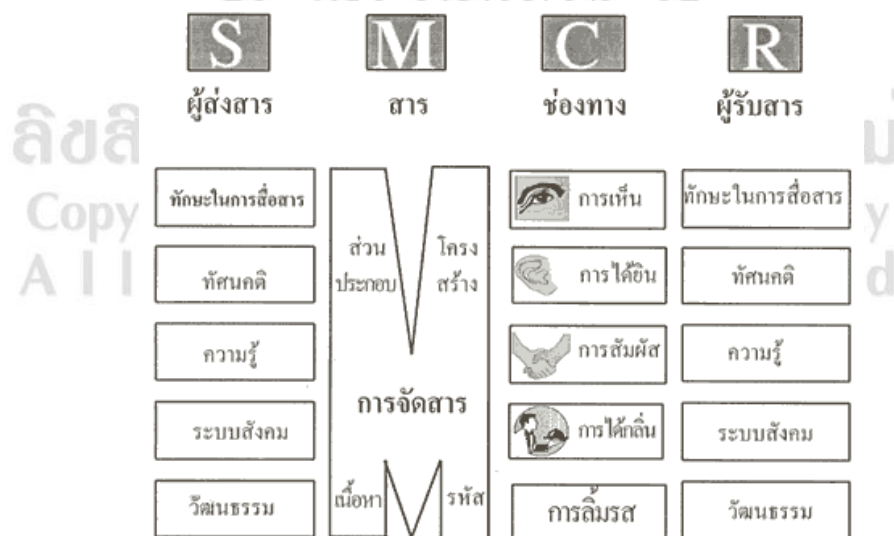 S M C R
ผู้ส่งสาร สาร ช่องทาง ผู้รับสาร
ลิขสิ
Copy y
All d
ทักษะในการสื่อสาร
ทัศนคติ
ความรู้
ระบบสังคม
วัฒนธรรม
ส่วน
ประกอบ
โครง
สร้าง
การจัดสาร
เนื้อหา
รหัส
การเห็น
การได้ยิน
การสัมผัส
การได้กลิ่น
การลิ้มรส
ทักษะในการสื่อสาร
ทัศนคติ
ความรู้
ระบบสังคม
วัฒนธรรม